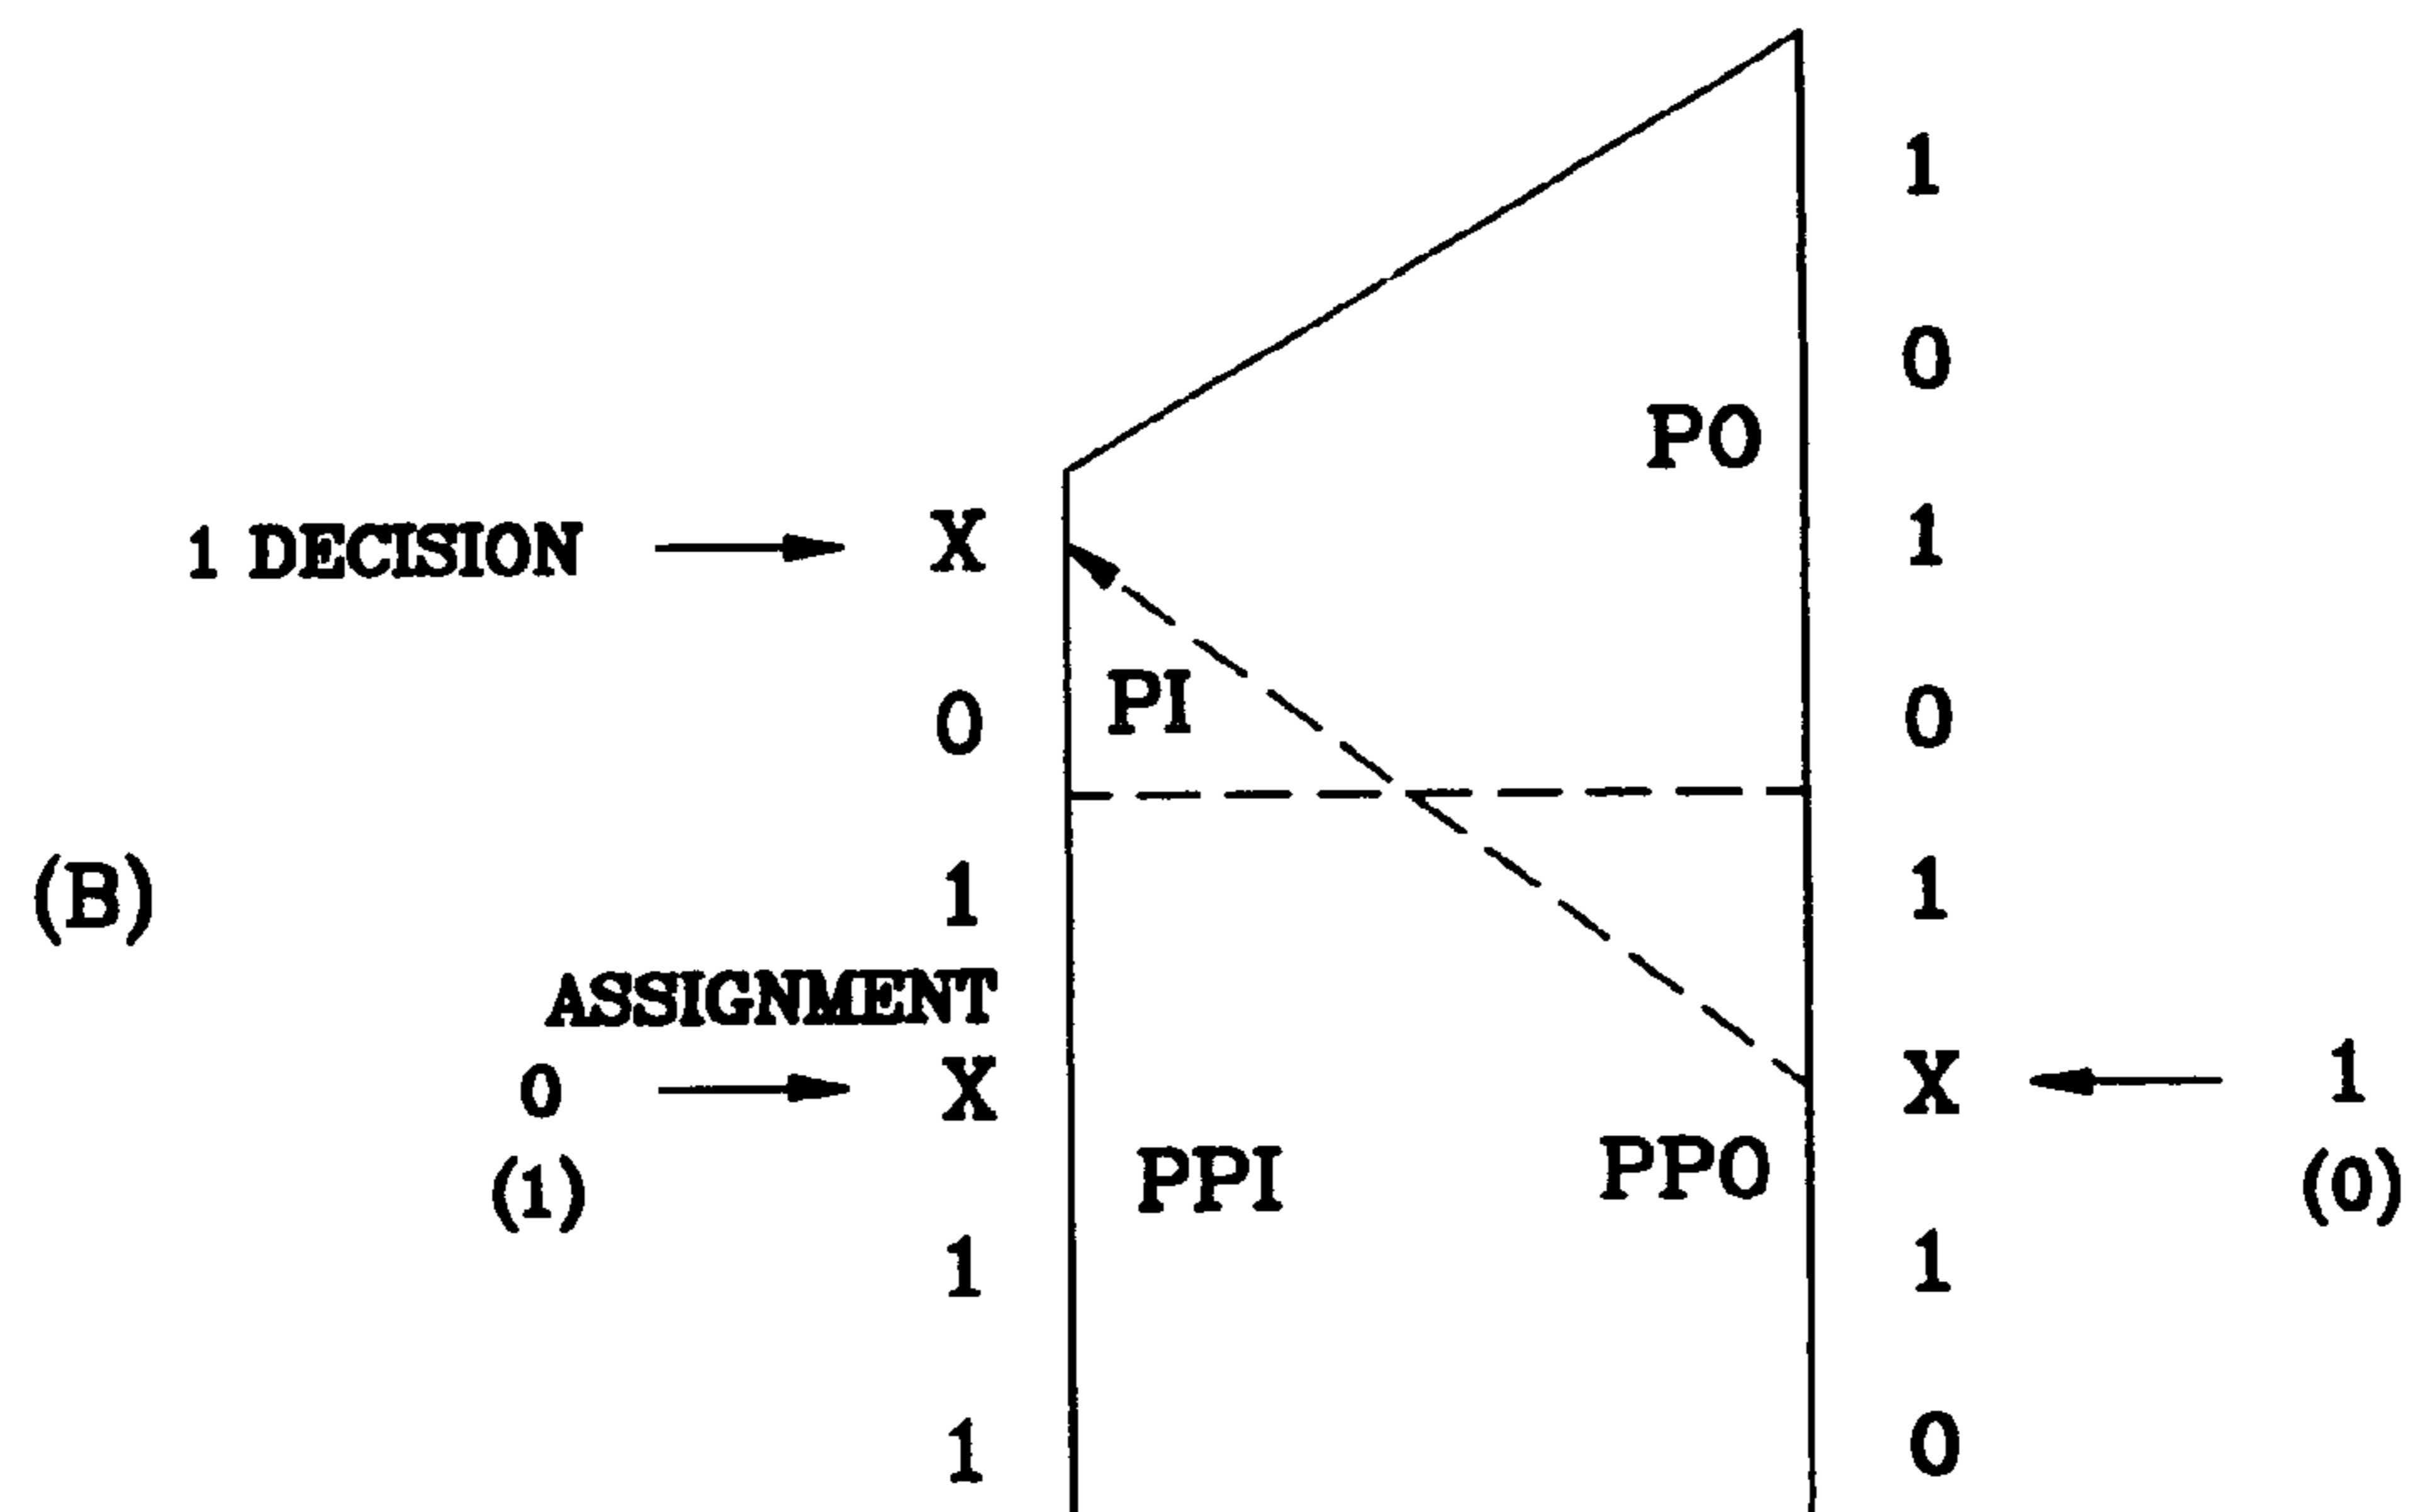 1
0
PO
1 DECISION X 1
PI
0 0
(B) 1 1
ASSIGNMENT
0 X X 1
(1) PPI PPO (0)
1 1
1 0